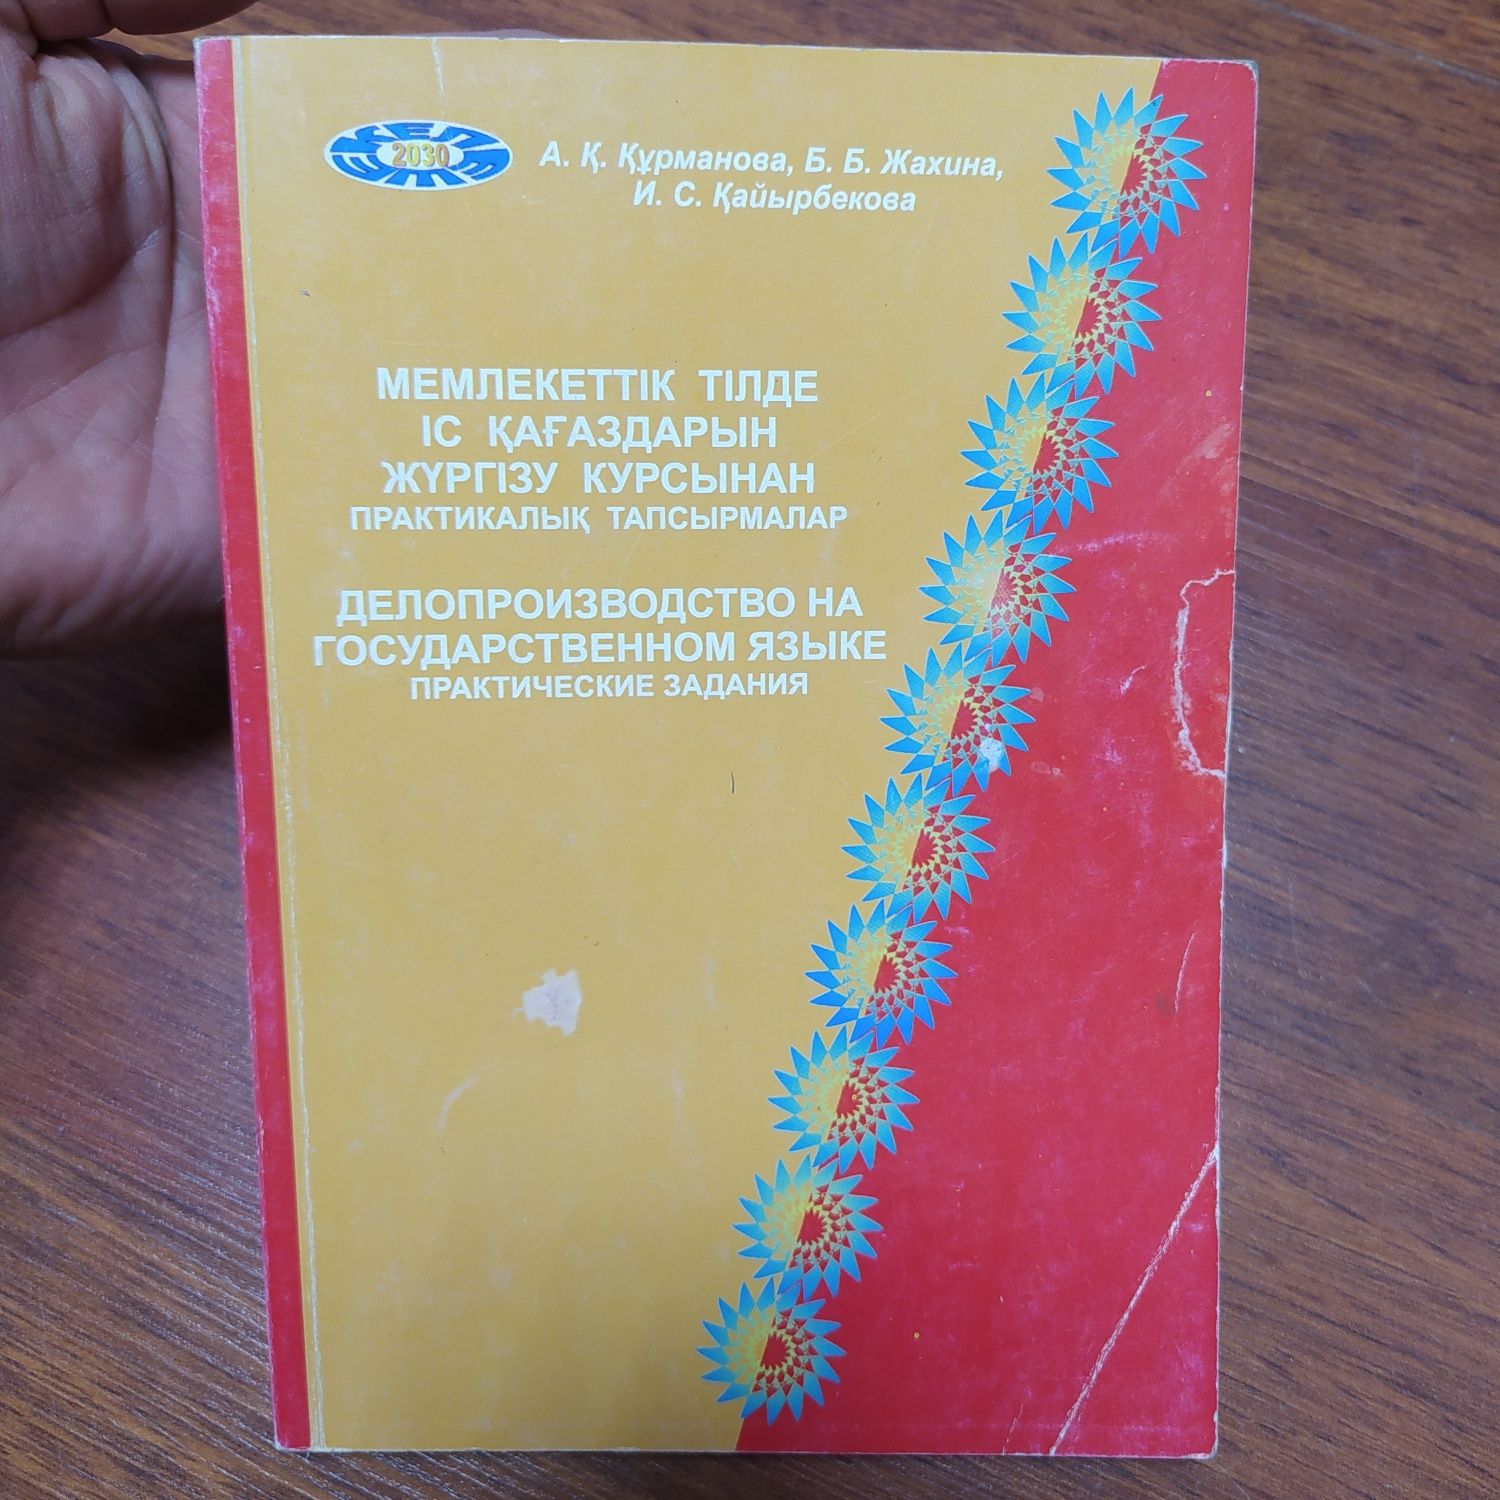 2030
А. Қ. Құрманова, Б. Б. Жахина,
И. С. Қайырбекова
МЕМЛЕКЕТТІК ТІЛДЕ
ІС ҚАҒАЗДАРЫН
ЖҮРГІЗУ КУРСЫНАН
ПРАКТИКАЛЫҚ ТАПСЫРМАЛАР
ДЕЛОПРОИЗВОДСТВО НА
ГОСУДАРСТВЕННОМ ЯЗЫКЕ
ПРАКТИЧЕСКИЕ ЗАДАНИЯ